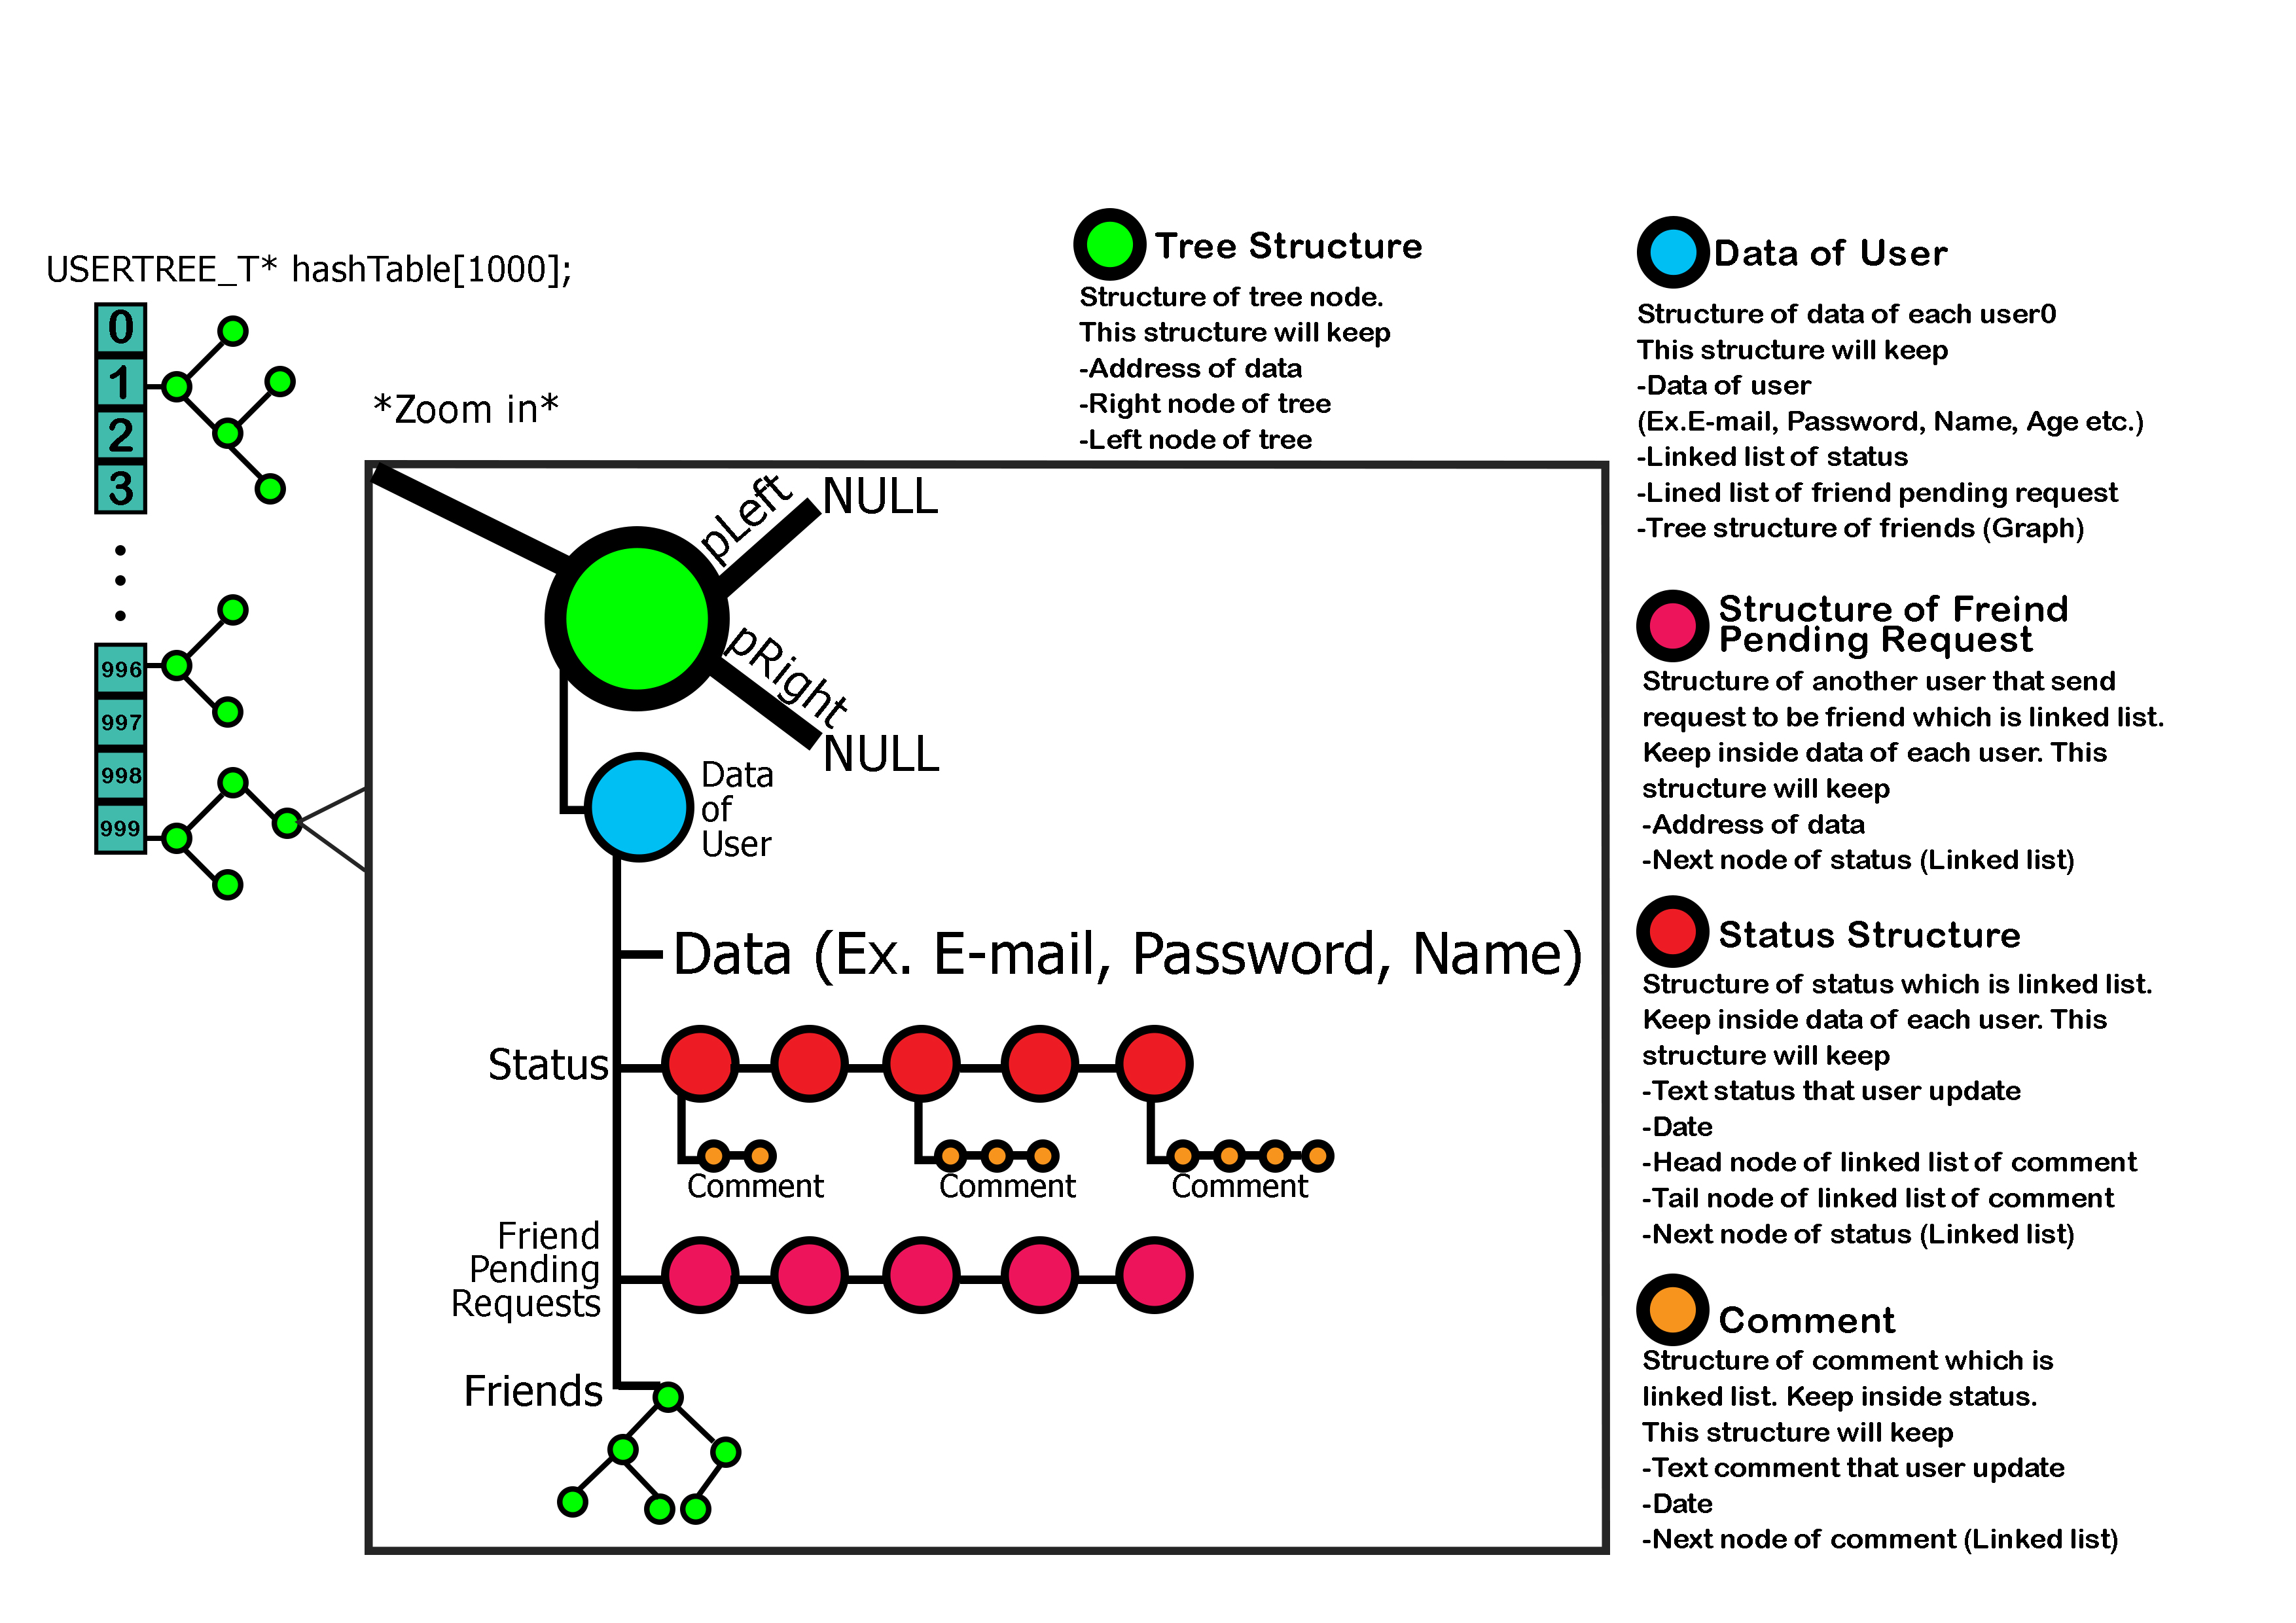 USERTREE_T* hashTable[1000];
0
1
2
3
996
997
998
999
*Zoom in*
pLeft
NULL
pRight
NULL
Data
of
User
Data (Ex. E-mail, Password, Name)
Status
Comment
Comment
Comment
Friend
Pending
Requests
Friends
Tree Structure
Structure of tree node.
This structure will keep
-Address of data
-Right node of tree
-Left node of tree
Data of User
Structure of data of each user0
This structure will keep
-Data of user
(Ex.E-mail, Password, Name, Age etc.)
-Linked list of status
-Lined list of friend pending request
-Tree structure of friends (Graph)
Structure of Freind
Pending Request
Structure of another user that send
request to be friend which is linked list.
Keep inside data of each user. This
structure will keep
-Address of data
-Next node of status (Linked list)
Status Structure
Structure of status which is linked list.
Keep inside data of each user. This
structure will keep
-Text status that user update
-Date
-Head node of linked list of comment
-Tail node of linked list of comment
-Next node of status (Linked list)
Comment
Structure of comment which is
linked list. Keep inside status.
This structure will keep
-Text comment that user update
-Date
-Next node of comment (Linked list)